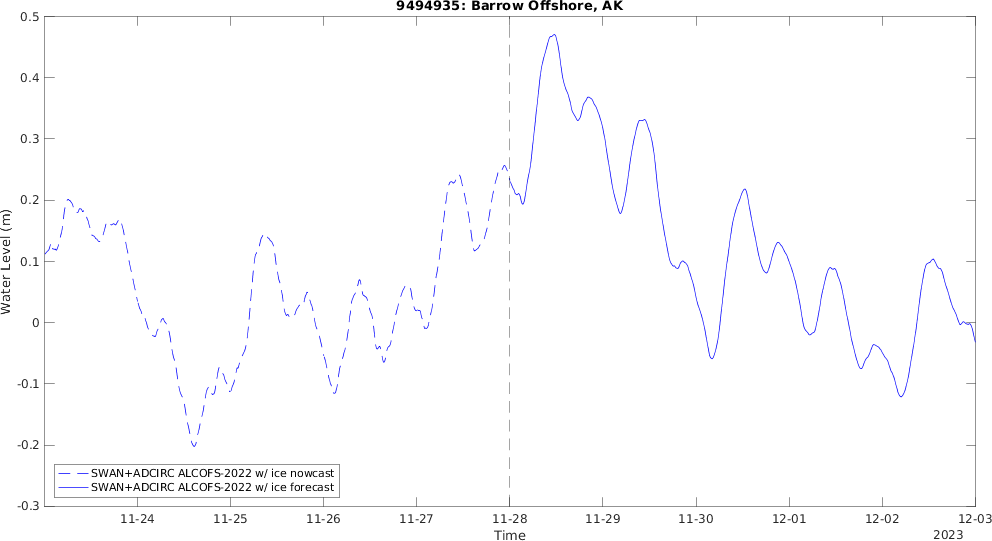 9494935: Barrow Offshore, AK
Water Level (m)
0.5
0.4
0.3
0.2
0.1
0
-0.1
-0.2
-0.3
SWAN+ADCIRC ALCOFS-2022 w/ ice nowcast
SWAN+ADCIRC ALCOFS-2022 w/ ice forecast
11-24 11-25 11-26 11-27 11-28 11-29 11-30 12-01 12-02 12-03
Time
2023